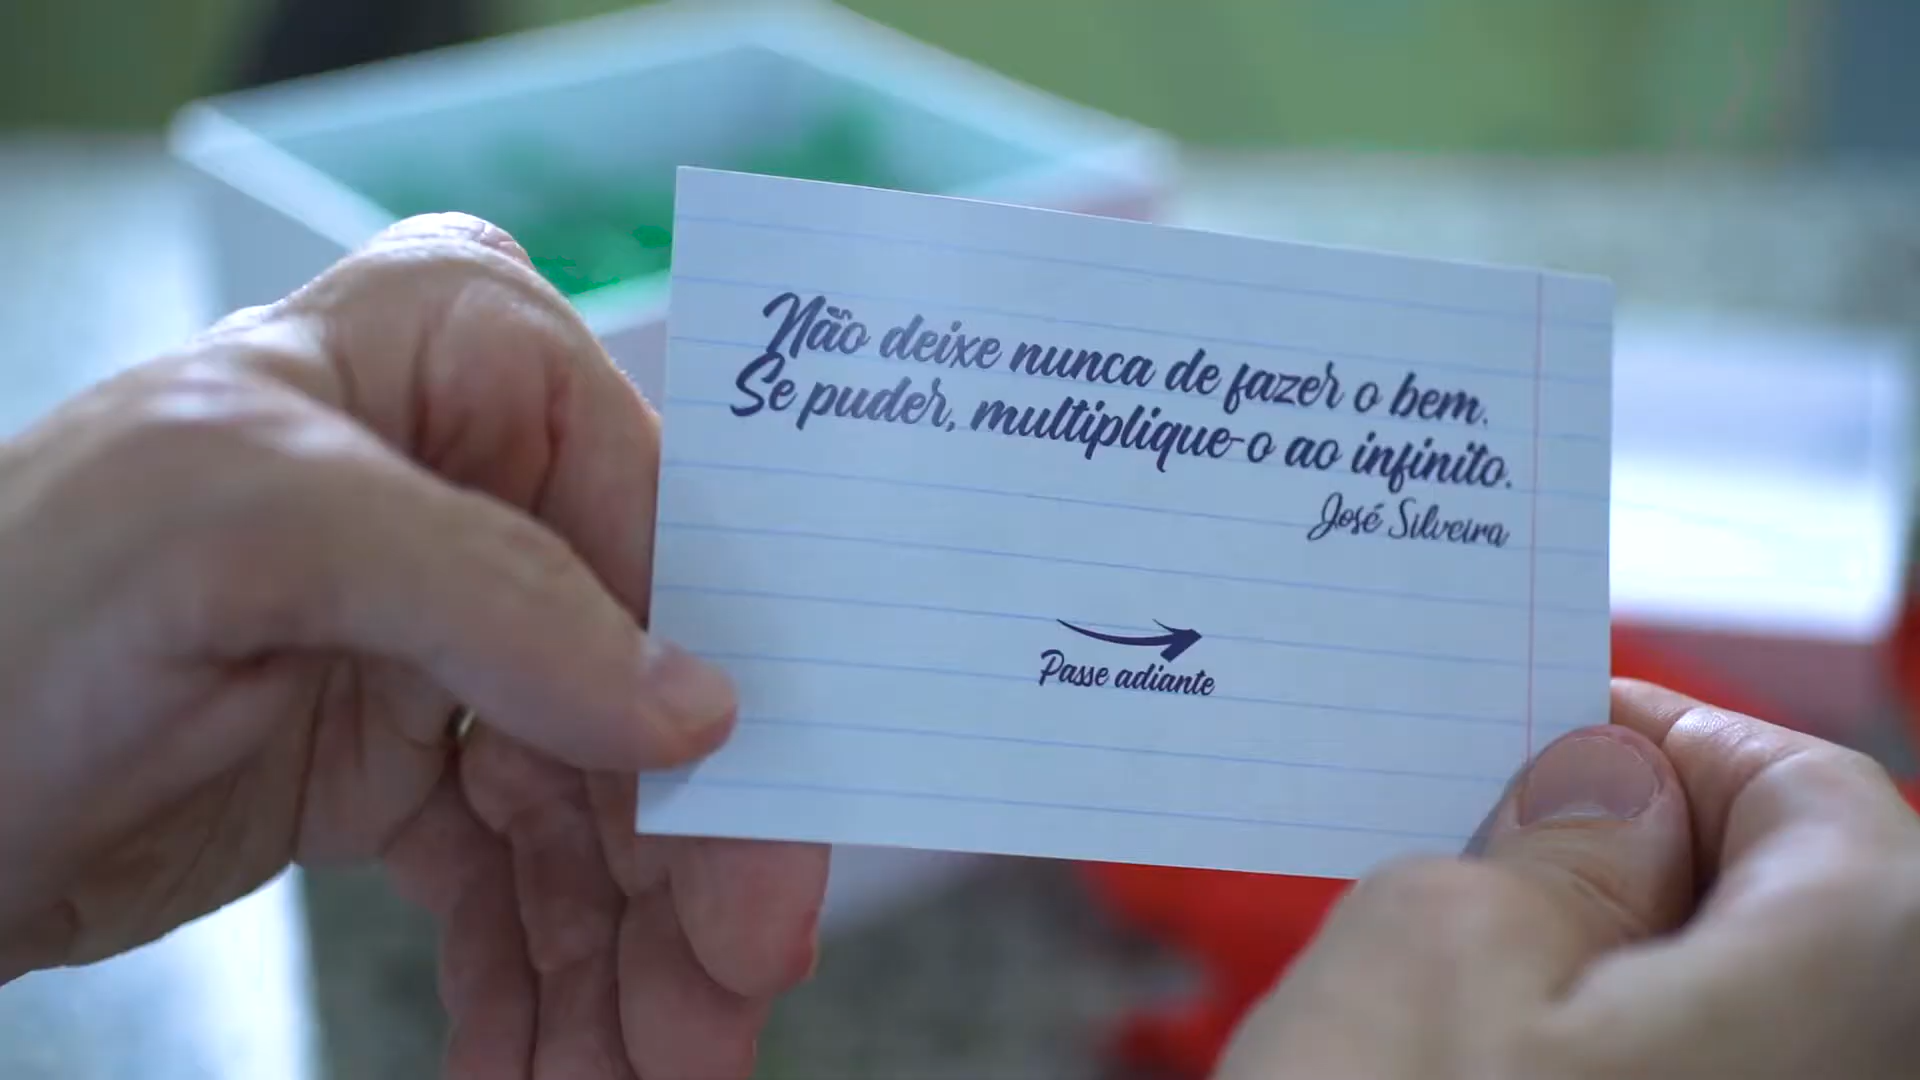 Não deixe nunca de fazer o bem.
Se puder, multiplique-o ao infinito.
José Silveira
Passe adiante